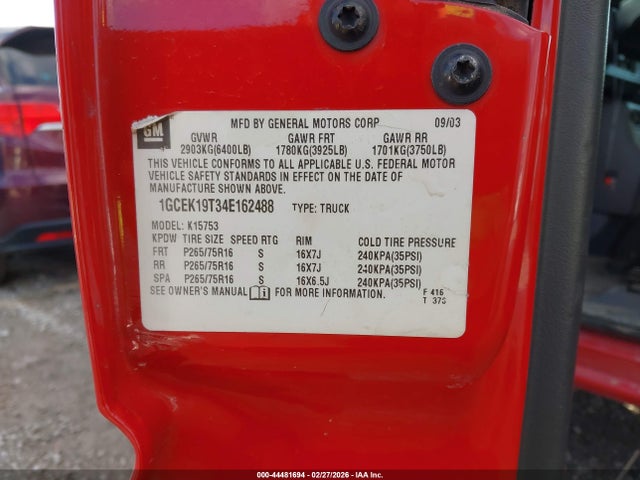 MFD BY GENERAL MOTORS CORP 09/03
GM
GVWR GAWR FRT GAWR RR
2903KG(6400LB) 1780KG(3925LB) 1701KG(3750LB)
THIS VEHICLE CONFORMS TO ALL APPLICABLE U.S. FEDERAL MOTOR
VEHICLE SAFETY STANDARDS IN EFFECT ON THE DATE OF
MANUFACTURE SHOWN ABOVE.
1GCEK19T34E162488 TYPE: TRUCK
MODEL: K15753
KPDW TIRE SIZE SPEED RTG RIM COLD TIRE PRESSURE
FRT P265/75R16 S 16X7J 240KPA(35PSI)
RR P265/75R16 S 16X7J 240KPA(35PSI)
SPA P265/75R16 S 16X6.5J 240KPA(35PSI)
SEE OWNER'S MANUAL FOR MORE INFORMATION.
F 416
T 373
000-44481694 | 02/27/2026 | IAA Inc.